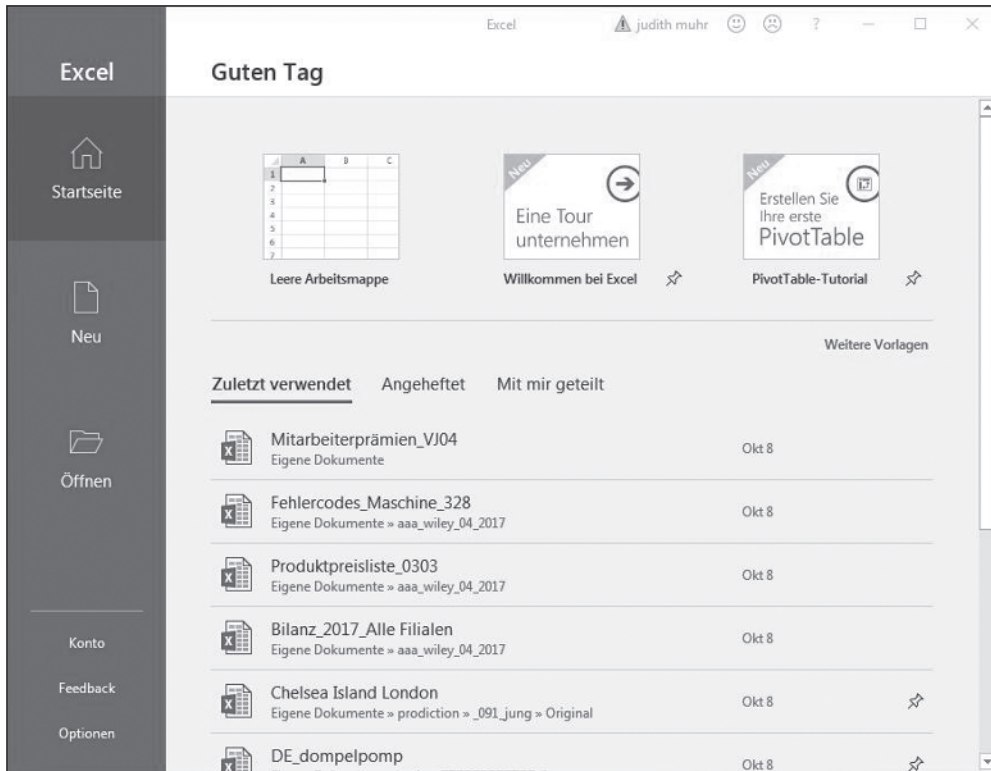 Excel
judith muhr
?
Excel
Guten Tag
Startseite
Neu
Öffnen
Konto
Feedback
Optionen
A B C
1
2
3
4
5
6
7
Leere Arbeitsmappe
Neu
Eine Tour
unternehmen
Willkommen bei Excel
Neu
Erstellen Sie
Ihre erste
PivotTable
PivotTable-Tutorial
Weitere Vorlagen
Zuletzt verwendet Angeheftet Mit mir geteilt
Mitarbeiterprämien_VJ04 Okt 8
Eigene Dokumente
Fehlercodes_Maschine_328 Okt 8
Eigene Dokumente » aaa_wiley_04_2017
Produktpreisliste_0303 Okt 8
Eigene Dokumente » aaa_wiley_04_2017
Bilanz_2017_Alle Filialen Okt 8
Eigene Dokumente » aaa_wiley_04_2017
Chelsea Island London Okt 8
Eigene Dokumente » prodiction » _091_jung » Original
DE_dompelpomp Okt 8